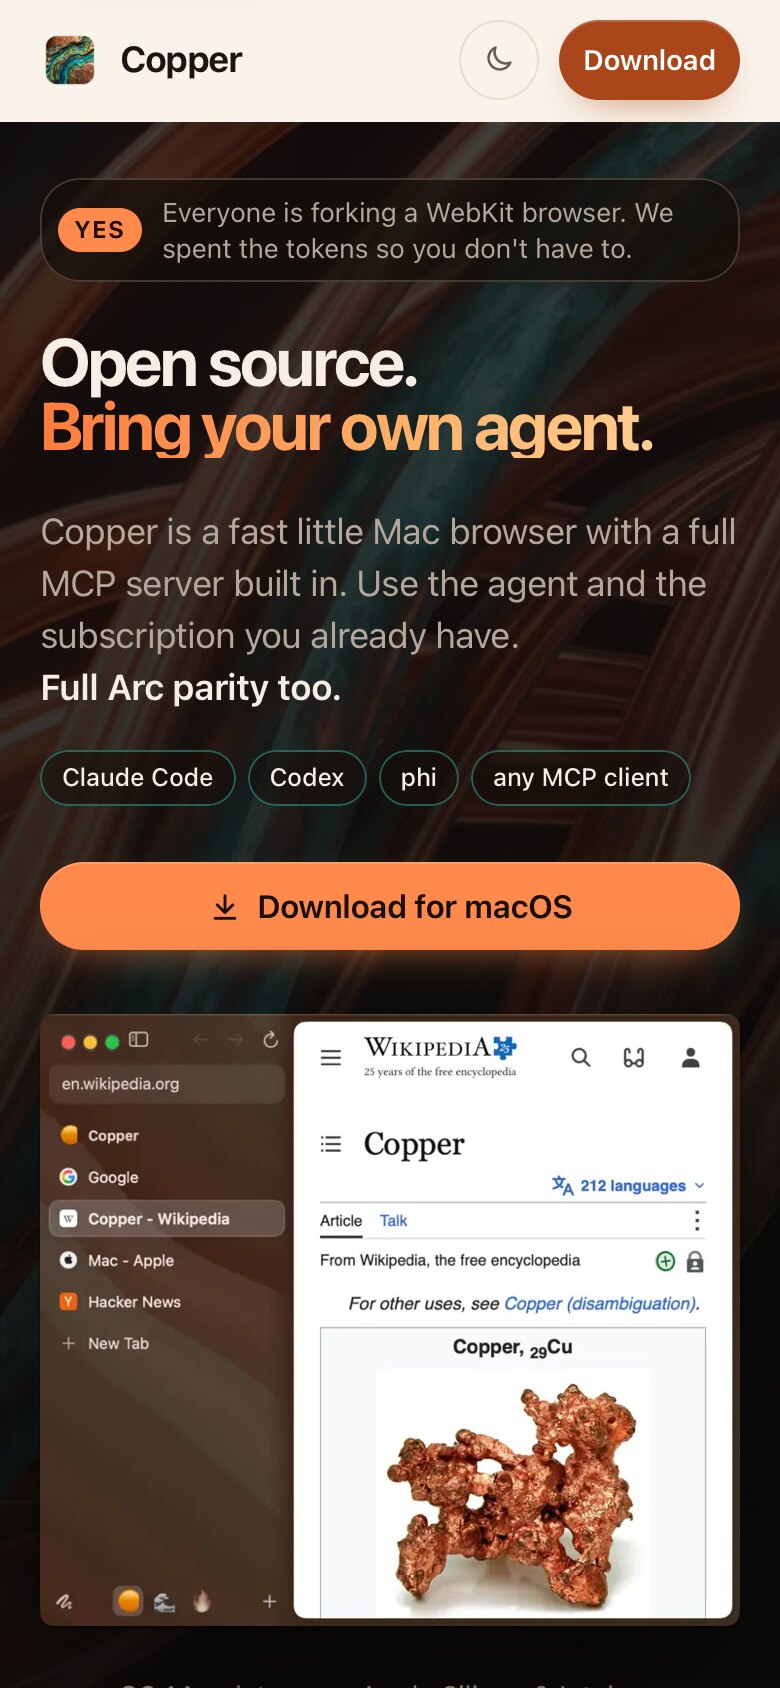 Copper
Download
YES
Everyone is forking a WebKit browser. We
spent the tokens so you don't have to.
Open source.
Bring your own agent.
Copper is a fast little Mac browser with a full
MCP server built in. Use the agent and the
subscription you already have.
Full Arc parity too.
Claude Code
Codex
phi
any MCP client
Download for macOS
en.wikipedia.org
Copper
Google
Copper - Wikipedia
Mac - Apple
Hacker News
New Tab
WIKIPEDIA 25
25 years of the free encyclopedia
Copper
212 languages
Article
Talk
From Wikipedia, the free encyclopedia
For other uses, see Copper (disambiguation).
Copper, 29Cu